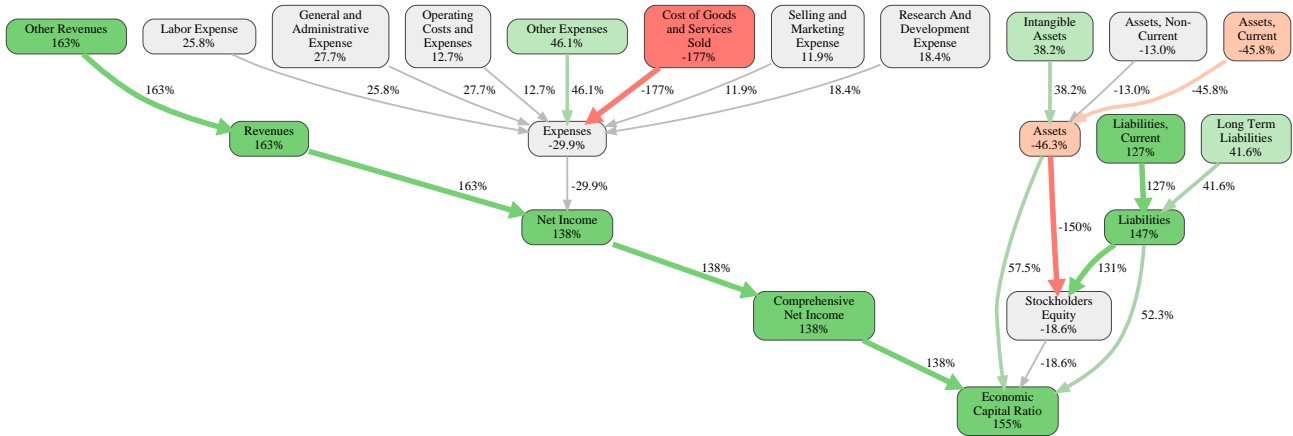 Other Revenues
163%
Labor Expense
25.8%
General and
Administrative
Expense
27.7%
Operating
Costs and
Expenses
12.7%
Other Expenses
46.1%
Cost of Goods
and Services
Sold
-177%
Selling and
Marketing
Expense
11.9%
Research And
Development
Expense
18.4%
Intangible
Assets
38.2%
Assets, Non-
Current
-13.0%
Assets,
Current
-45.8%
163%
25.8%
27.7%
12.7%
46.1%
-177%
11.9%
18.4%
38.2%
-13.0%
-45.8%
Revenues
163%
Expenses
-29.9%
Assets
-46.3%
Liabilities,
Current
127%
Long Term
Liabilities
41.6%
163%
-29.9%
127%
41.6%
Net Income
138%
Liabilities
147%
-150%
138%
57.5%
131%
52.3%
Comprehensive
Net Income
138%
Stockholders
Equity
-18.6%
138%
-18.6%
Economic
Capital Ratio
155%